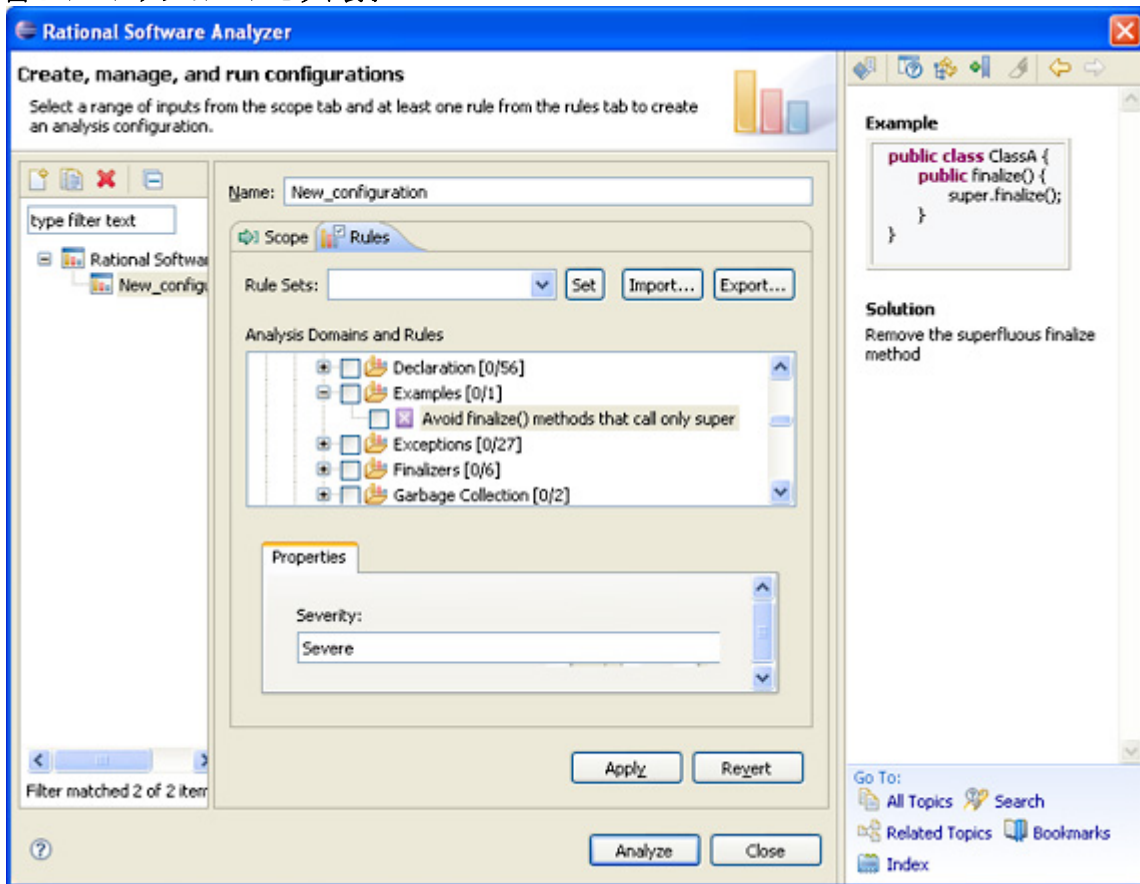 Rational Software Analyzer
Create, manage, and run configurations
Select a range of inputs from the scope tab and at least one rule from the rules tab to create
an analysis configuration.
type filter text
Rational Softwa
New_config
Filter matched 2 of 2 item
Name: New_configuration
Scope Rules
Rule Sets: Set Import... Export...
Analysis Domains and Rules
Declaration [0/56]
Examples [0/1]
Avoid finalize() methods that call only super
Exceptions [0/27]
Finalizers [0/6]
Garbage Collection [0/2]
Properties
Severity:
Severe
Apply Revert
Analyze Close
Example
public class ClassA {
public finalize() {
super.finalize();
}
}
Solution
Remove the superfluous finalize
method
Go To:
All Topics Search
Related Topics Bookmarks
Index